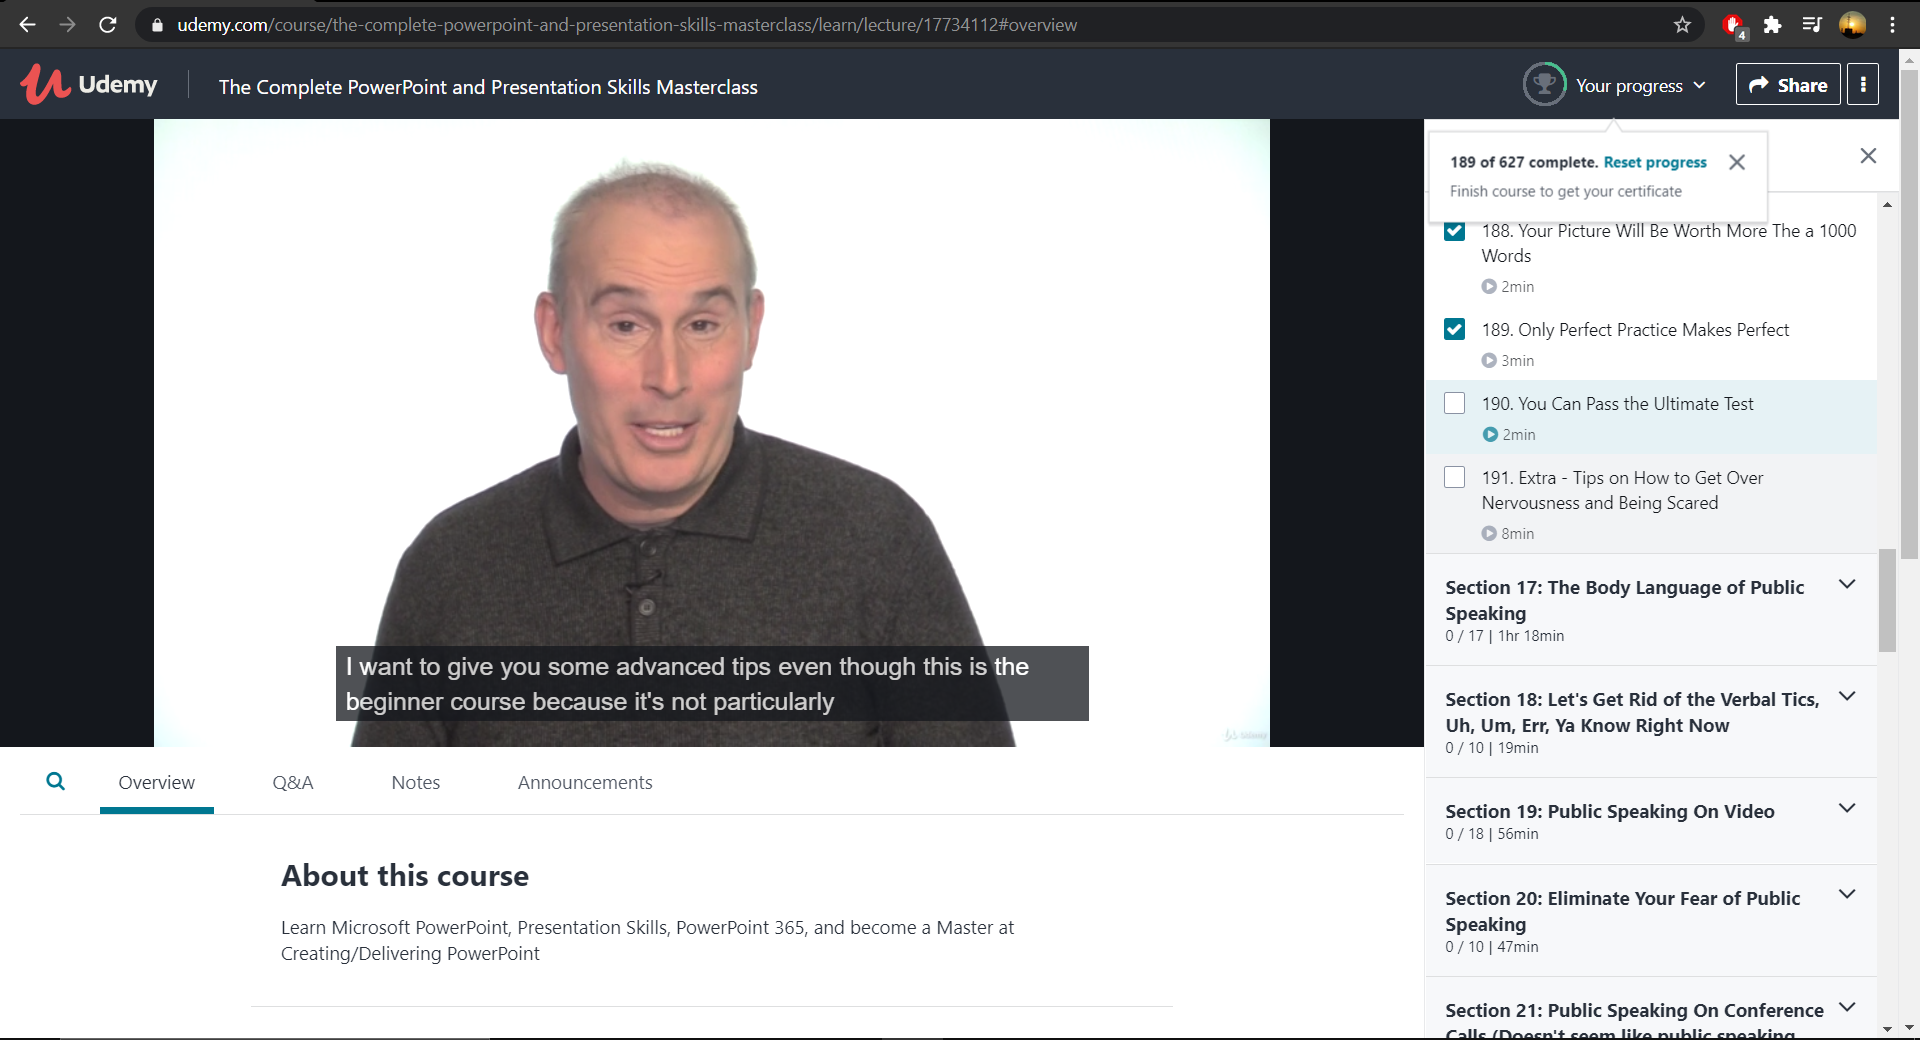 udemy.com/course/the-complete-powerpoint-and-presentation-skills-masterclass/learn/lecture/17734112#overview
4
Udemy
The Complete PowerPoint and Presentation Skills Masterclass
Your progress
Share
189 of 627 complete. Reset progress
Finish course to get your certificate
188. Your Picture Will Be Worth More The a 1000
Words
2min
189. Only Perfect Practice Makes Perfect
3min
190. You Can Pass the Ultimate Test
2min
191. Extra - Tips on How to Get Over
Nervousness and Being Scared
8min
Section 17: The Body Language of Public
Speaking
0 / 17 | 1hr 18min
Section 18: Let's Get Rid of the Verbal Tics,
Uh, Um, Err, Ya Know Right Now
0 / 10 | 19min
Section 19: Public Speaking On Video
0 / 18 | 56min
Section 20: Eliminate Your Fear of Public
Speaking
0 / 10 | 47min
Section 21: Public Speaking On Conference
Calls (Doesn't seem like public speaking
I want to give you some advanced tips even though this is the
beginner course because it's not particularly
Udemy
Overview
Q&A
Notes
Announcements
About this course
Learn Microsoft PowerPoint, Presentation Skills, PowerPoint 365, and become a Master at
Creating/Delivering PowerPoint